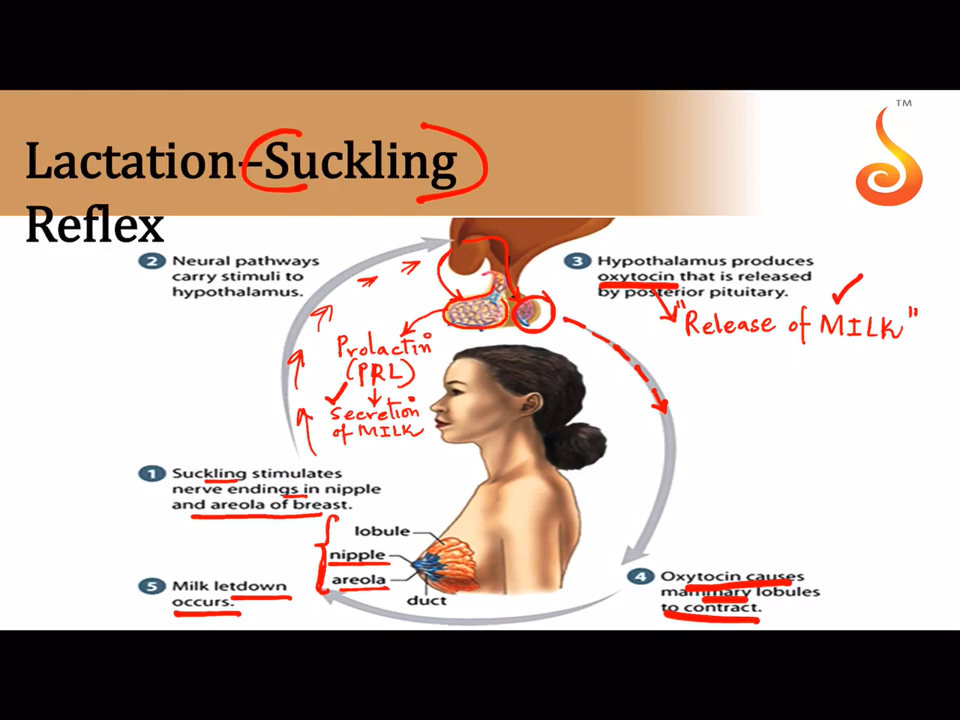 TM
Lactation-Suckling
Reflex
2 Neural pathways
carry stimuli to
hypothalamus.
3 Hypothalamus produces
oxytocin that is released
by posterior pituitary.
"Release of MILK"
Prolactin
(PRL)
Secretion
of MILK
1 Suckling stimulates
nerve endings in nipple
and areola of breast.
lobule
nipple
areola
duct
4 Oxytocin causes
mammary lobules
to contract.
5 Milk letdown
occurs.